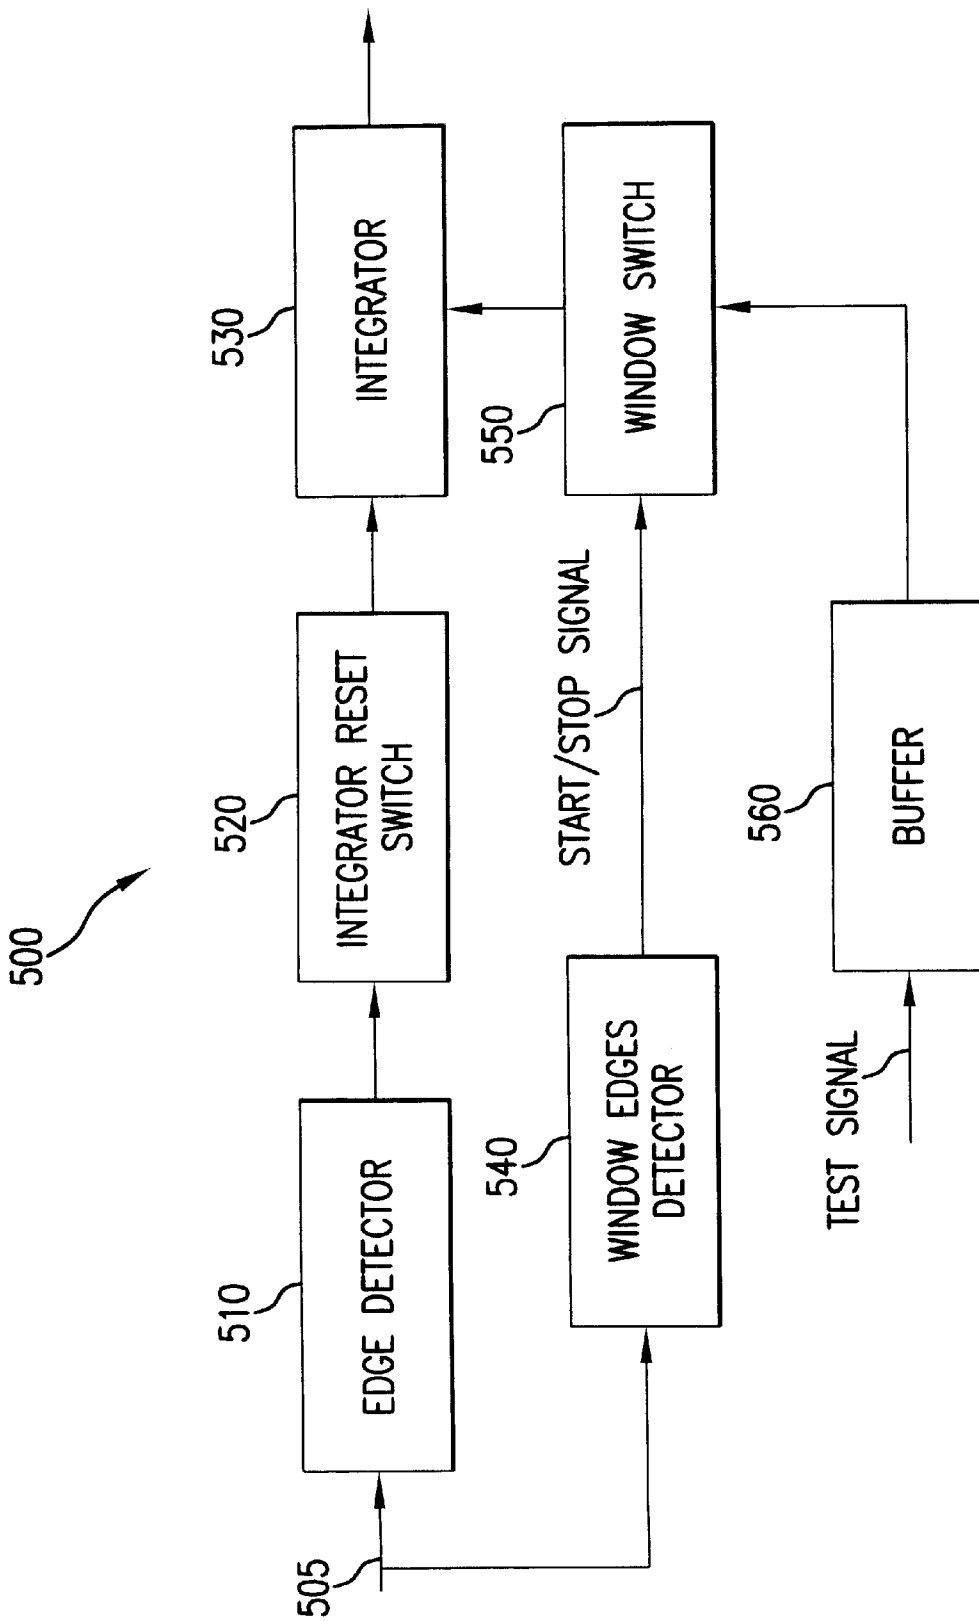 500
505
510
EDGE DETECTOR
520
INTEGRATOR RESET
SWITCH
530
INTEGRATOR
540
WINDOW EDGES
DETECTOR
START/STOP SIGNAL
550
WINDOW SWITCH
TEST SIGNAL
560
BUFFER